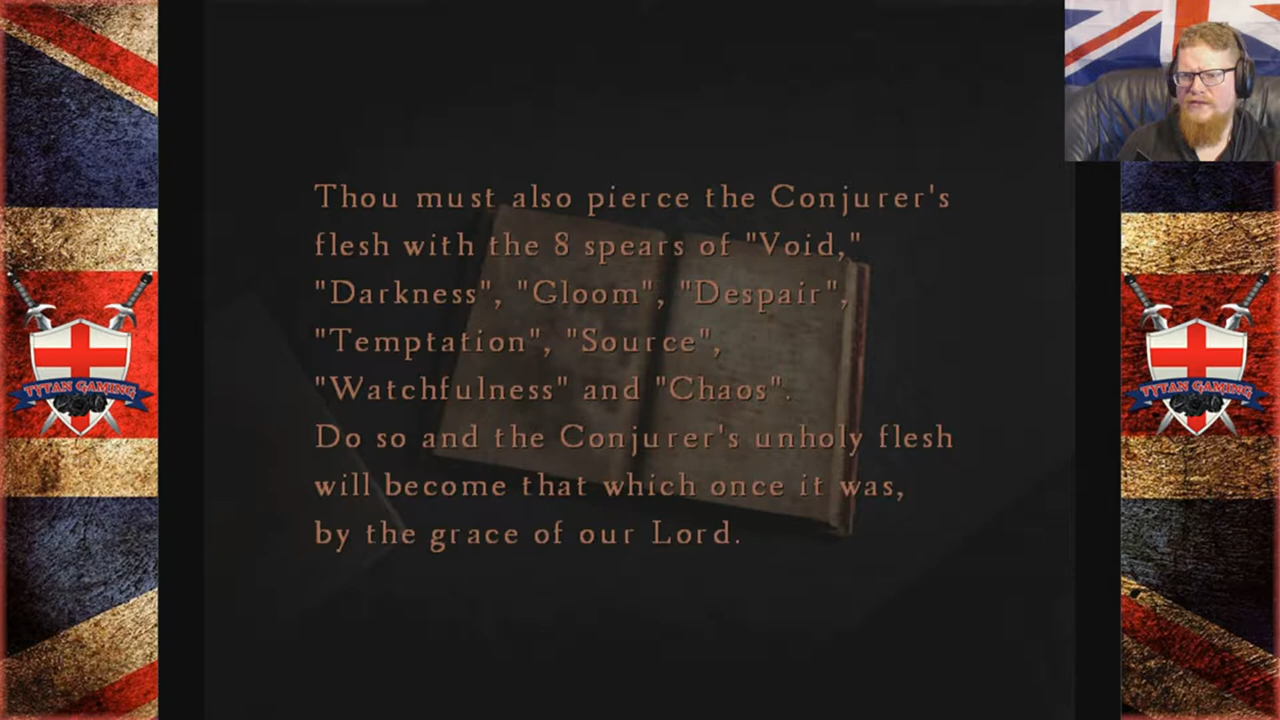 Thou must also pierce the Conjurer's
flesh with the 8 spears of "Void,"
"Darkness", "Gloom", "Despair",
"Temptation", "Source",
"Watchfulness" and "Chaos".
Do so and the Conjurer's unholy flesh
will become that which once it was,
by the grace of our Lord.
TYTAN GAMING
TYTAN GAMING